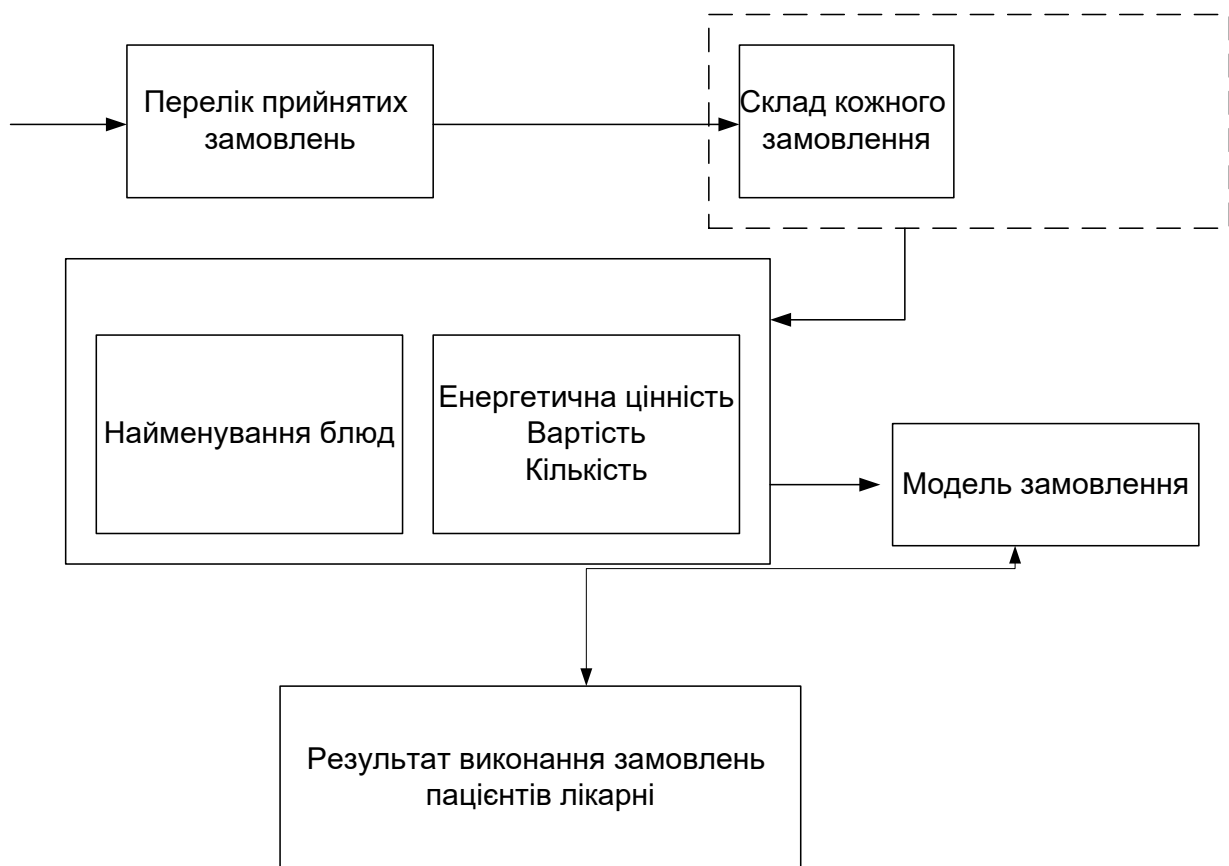 Перелік прийнятих
замовлень
Склад кожного
замовлення
Найменування блюд
Енергетична цінність
Вартість
Кількість
Модель замовлення
Результат виконання замовлень
пацієнтів лікарні